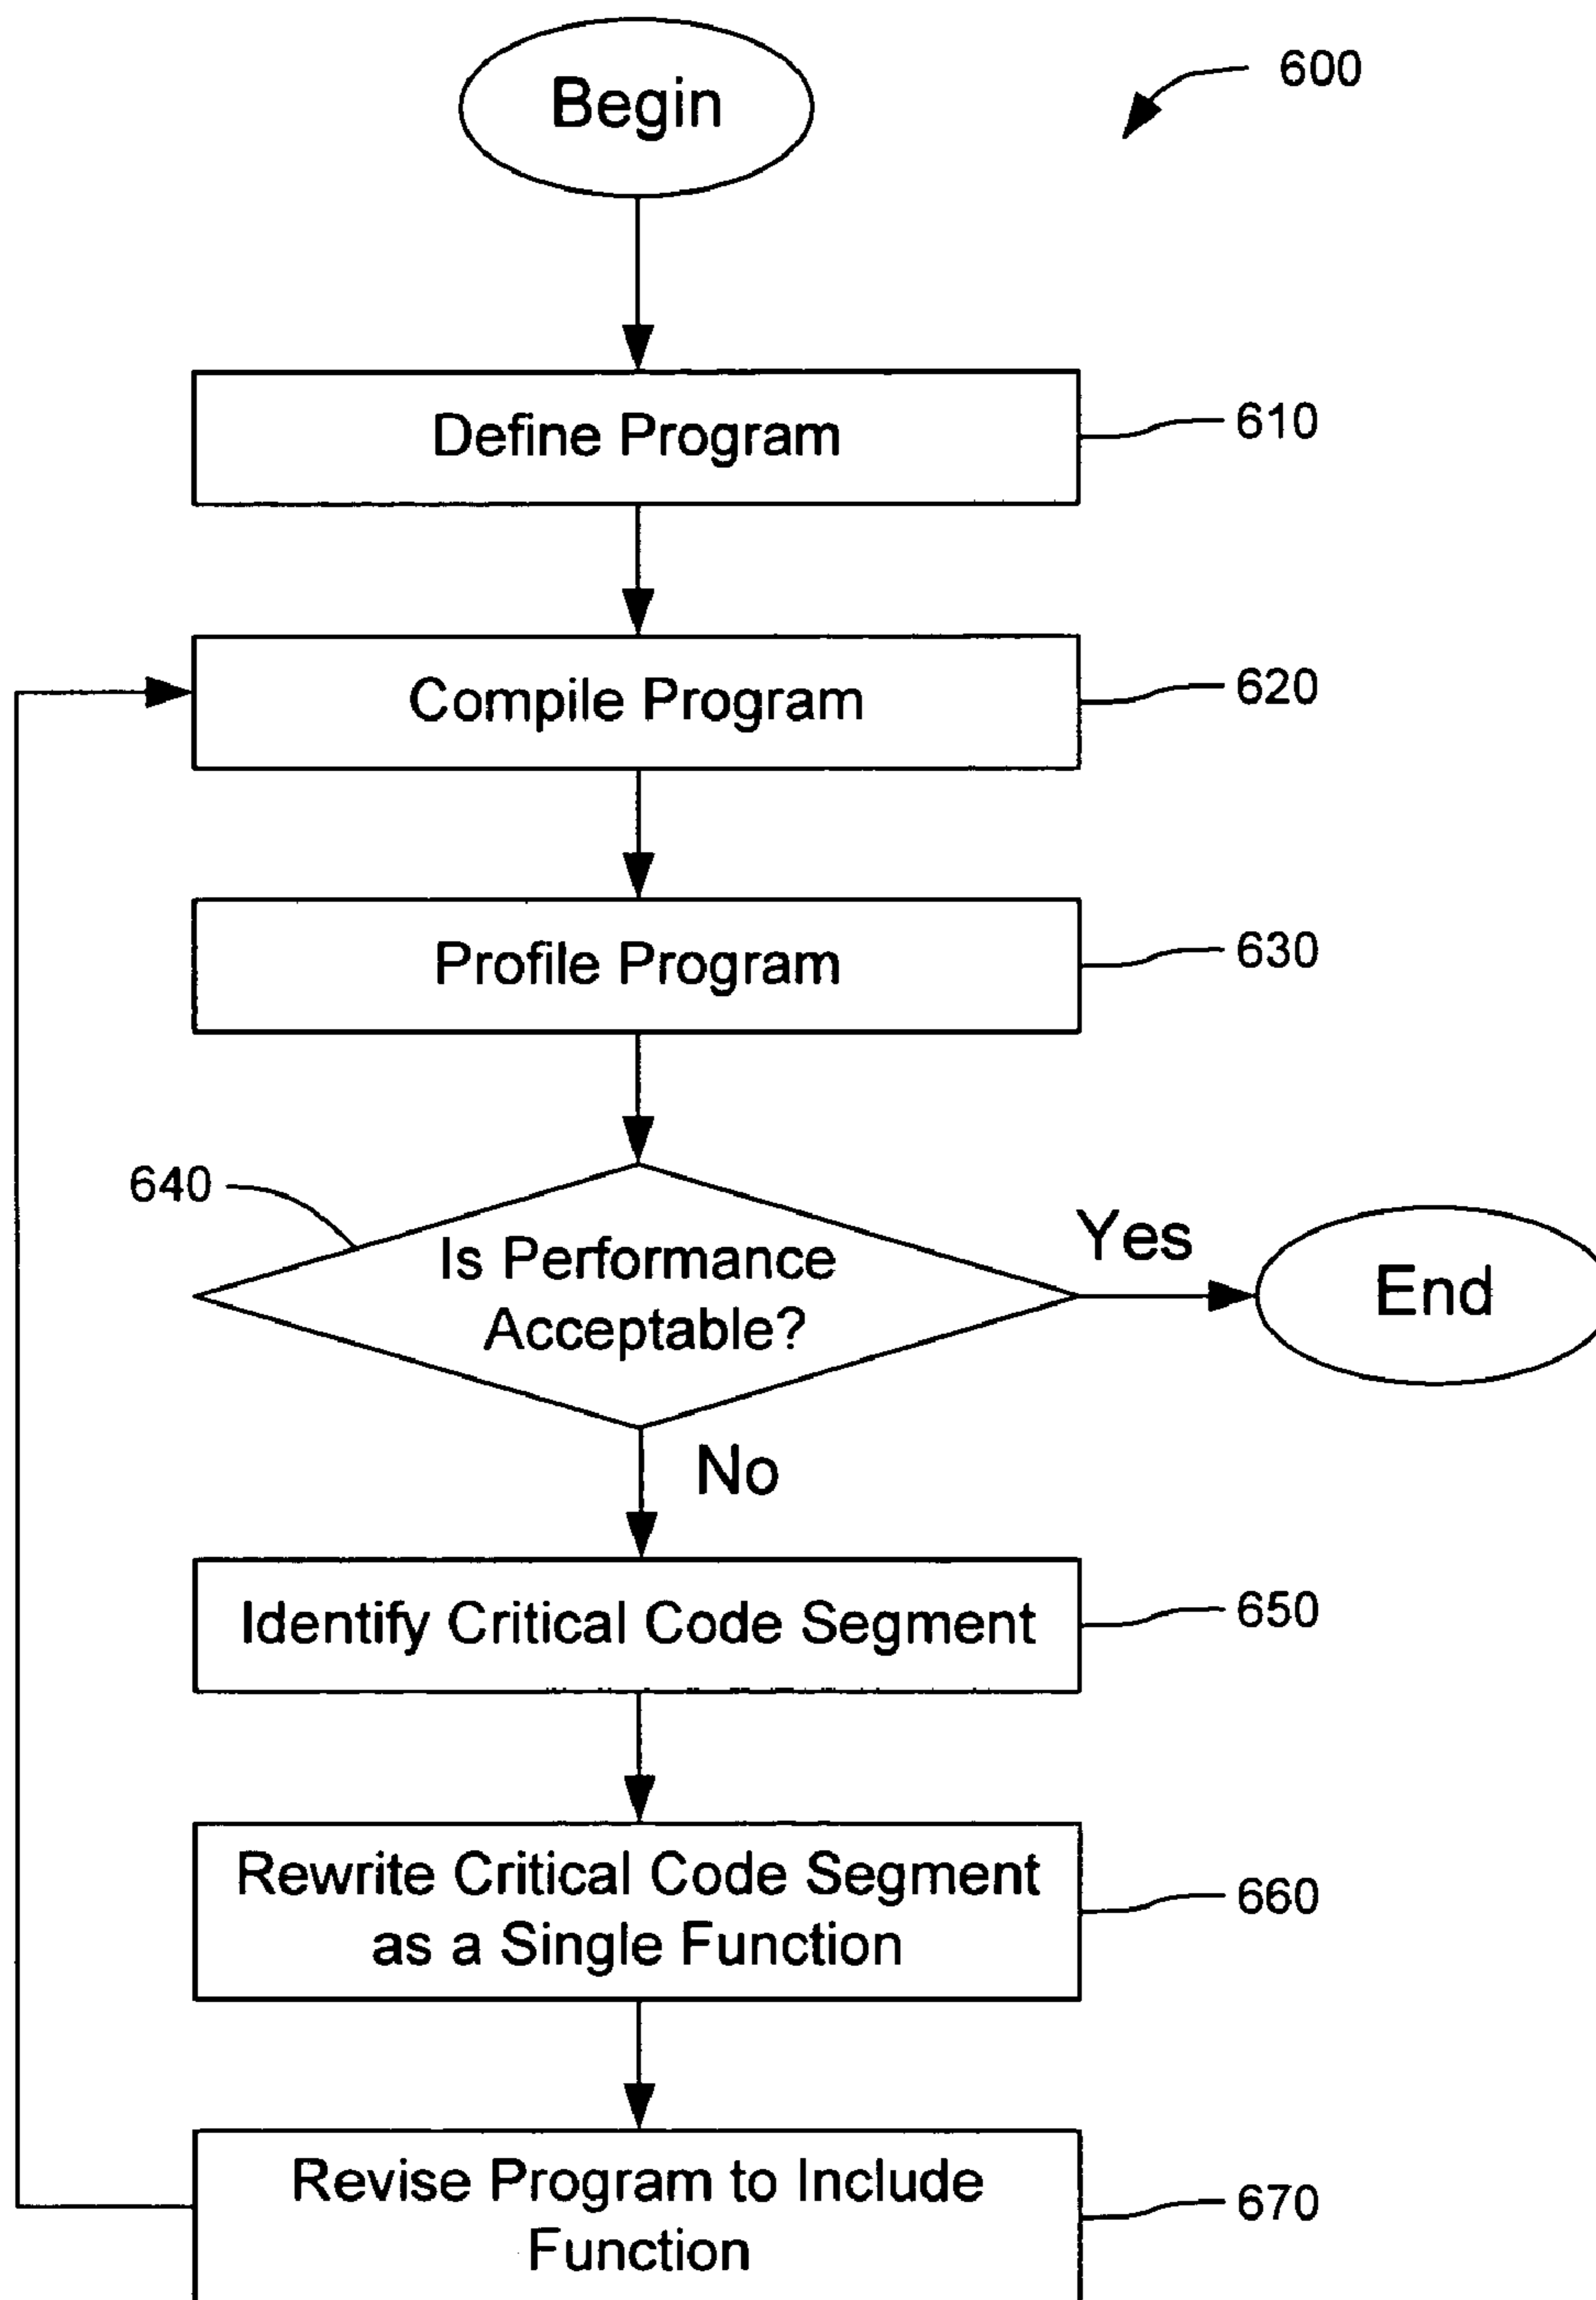 Begin
600
Define Program
610
Compile Program
620
Profile Program
630
640
Is Performance
Acceptable?
Yes
End
No
Identify Critical Code Segment
650
Rewrite Critical Code Segment
as a Single Function
660
Revise Program to Include
Function
670